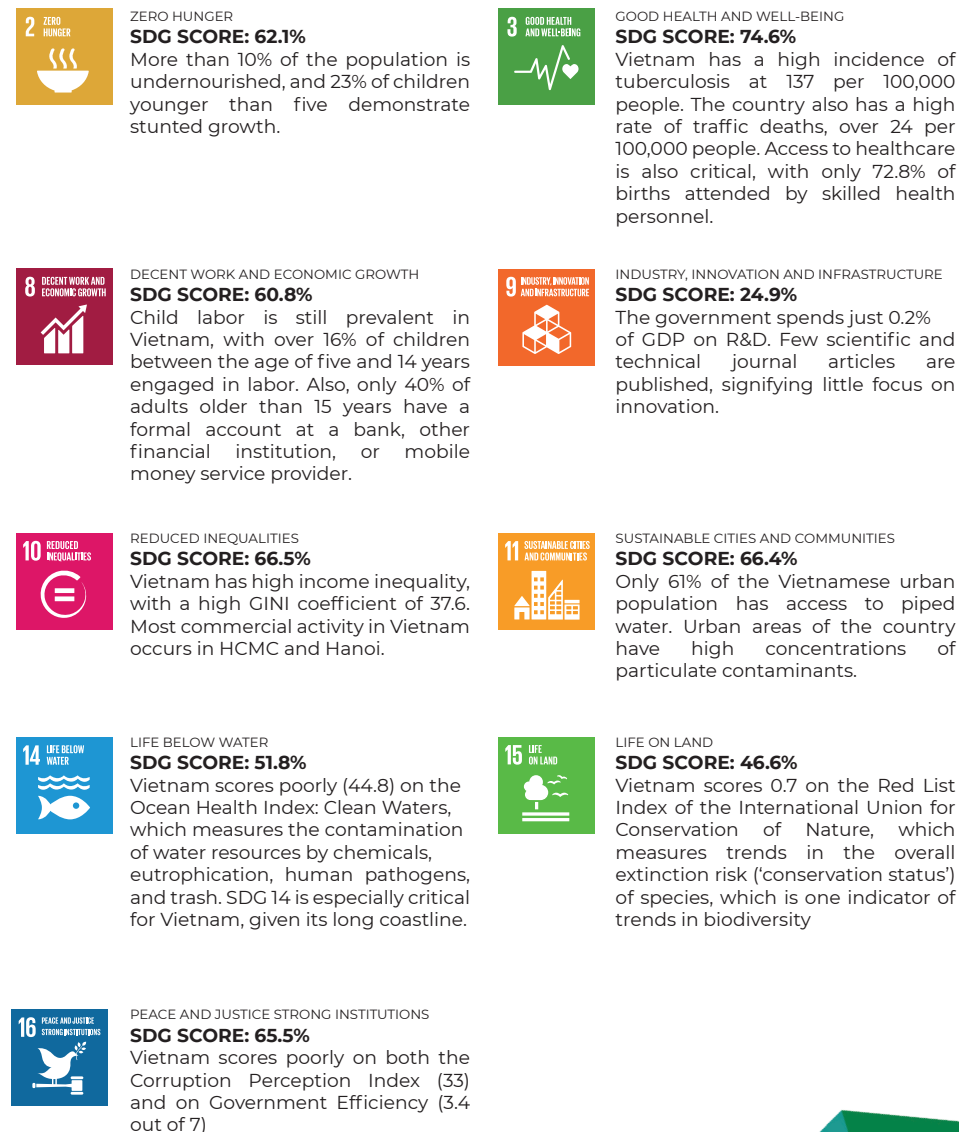 2 ZERO
HUNGER
ZERO HUNGER
SDG SCORE: 62.1%
More than 10% of the population is
undernourished, and 23% of children
younger than five demonstrate
stunted growth.
3 GOOD HEALTH
AND WELL-BEING
GOOD HEALTH AND WELL-BEING
SDG SCORE: 74.6%
Vietnam has a high incidence of
tuberculosis at 137 per 100,000
people. The country also has a high
rate of traffic deaths, over 24 per
100,000 people. Access to healthcare
is also critical, with only 72.8% of
births attended by skilled health
personnel.
8 DECENT WORK AND
ECONOMIC GROWTH
DECENT WORK AND ECONOMIC GROWTH
SDG SCORE: 60.8%
Child labor is still prevalent in
Vietnam, with over 16% of children
between the age of five and 14 years
engaged in labor. Also, only 40% of
adults older than 15 years have a
formal account at a bank, other
financial institution, or mobile
money service provider.
9 INDUSTRY, INNOVATION
AND INFRASTRUCTURE
INDUSTRY, INNOVATION AND INFRASTRUCTURE
SDG SCORE: 24.9%
The government spends just 0.2%
of GDP on R&D. Few scientific and
technical journal articles are
published, signifying little focus on
innovation.
10 REDUCED
INEQUALITIES
REDUCED INEQUALITIES
SDG SCORE: 66.5%
Vietnam has high income inequality,
with a high GINI coefficient of 37.6.
Most commercial activity in Vietnam
occurs in HCMC and Hanoi.
11 SUSTAINABLE CITIES
AND COMMUNITIES
SUSTAINABLE CITIES AND COMMUNITIES
SDG SCORE: 66.4%
Only 61% of the Vietnamese urban
population has access to piped
water. Urban areas of the country
have high concentrations of
particulate contaminants.
14 LIFE BELOW
WATER
LIFE BELOW WATER
SDG SCORE: 51.8%
Vietnam scores poorly (44.8) on the
Ocean Health Index: Clean Waters,
which measures the contamination
of water resources by chemicals,
eutrophication, human pathogens,
and trash. SDG 14 is especially critical
for Vietnam, given its long coastline.
15 LIFE
ON LAND
LIFE ON LAND
SDG SCORE: 46.6%
Vietnam scores 0.7 on the Red List
Index of the International Union for
Conservation of Nature, which
measures trends in the overall
extinction risk (‘conservation status’)
of species, which is one indicator of
trends in biodiversity
16 PEACE AND JUSTICE
STRONG INSTITUTIONS
PEACE AND JUSTICE STRONG INSTITUTIONS
SDG SCORE: 65.5%
Vietnam scores poorly on both the
Corruption Perception Index (33)
and on Government Efficiency (3.4
out of 7)